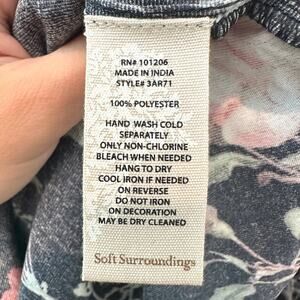 RN# 101206
MADE IN INDIA
STYLE# 3AR71
100% POLYESTER
HAND WASH COLD
SEPARATELY
ONLY NON-CHLORINE
BLEACH WHEN NEEDED
HANG TO DRY
COOL IRON IF NEEDED
ON REVERSE
DO NOT IRON
ON DECORATION
MAY BE DRY CLEANED
Soft Surroundings